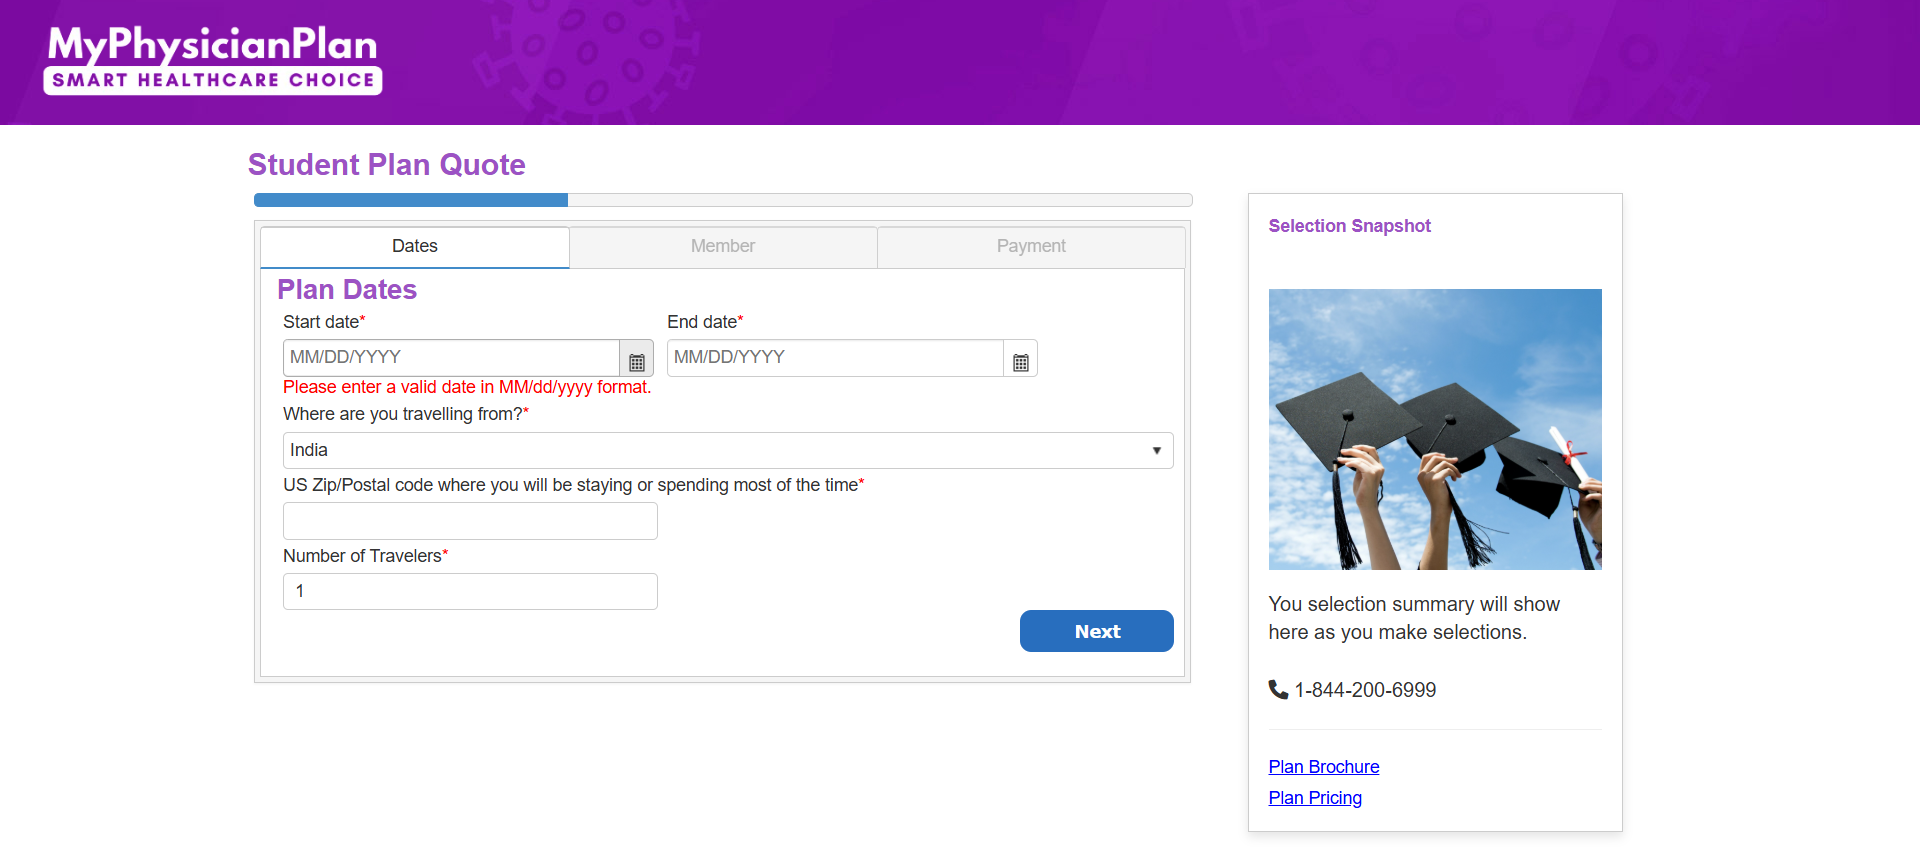 MyPhysicianPlan
SMART HEALTHCARE CHOICE
Student Plan Quote
Dates
Member
Payment
Plan Dates
Start date*
End date*
MM/DD/YYYY
MM/DD/YYYY
Please enter a valid date in MM/dd/yyyy format.
Where are you travelling from?*
India
US Zip/Postal code where you will be staying or spending most of the time*
Number of Travelers*
1
Next
Selection Snapshot
You selection summary will show
here as you make selections.
1-844-200-6999
Plan Brochure
Plan Pricing